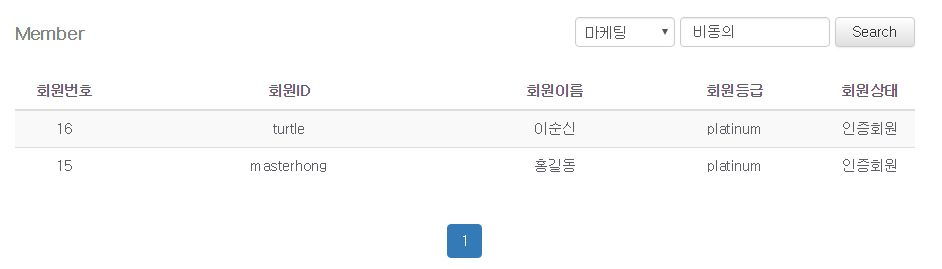 Member 마케팅 비동의 Search
회원번호 회원ID 회원이름 회원등급 회원상태
16 turtle 이순신 platinum 인증회원
15 masterhong 홍길동 platinum 인증회원
1